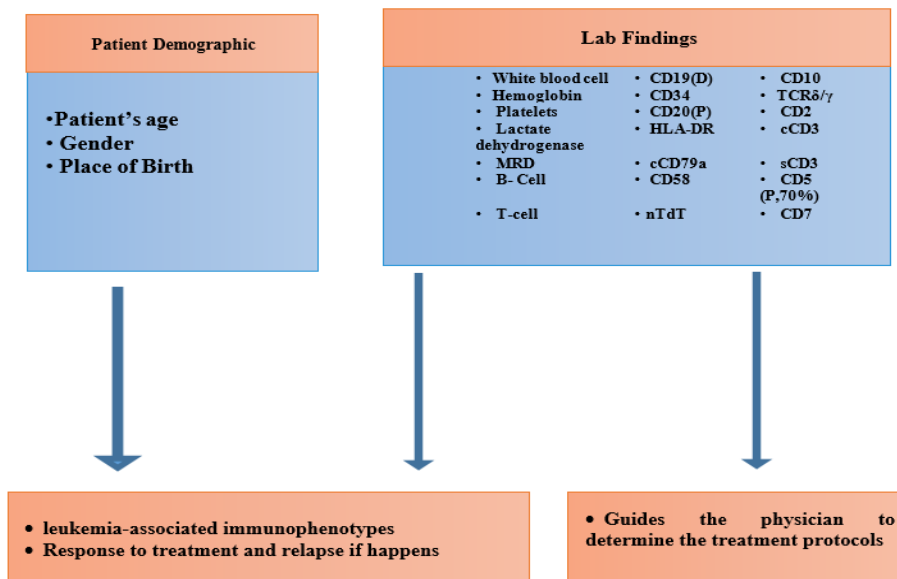 Patient Demographic
•Patient's age
• Gender
• Place of Birth
Lab Findings
• White blood cell • CD19(D) • CD10
• Hemoglobin • CD34 • TCRδ/γ
• Platelets • CD20(P) • CD2
• Lactate dehydrogenase • HLA-DR • cCD3
• MRD • cCD79a • sCD3
• B- Cell • CD58 • CD5 (P,70%)
• T-cell • nTdT • CD7
• leukemia-associated immunophenotypes
• Response to treatment and relapse if happens
• Guides the physician to
determine the treatment protocols